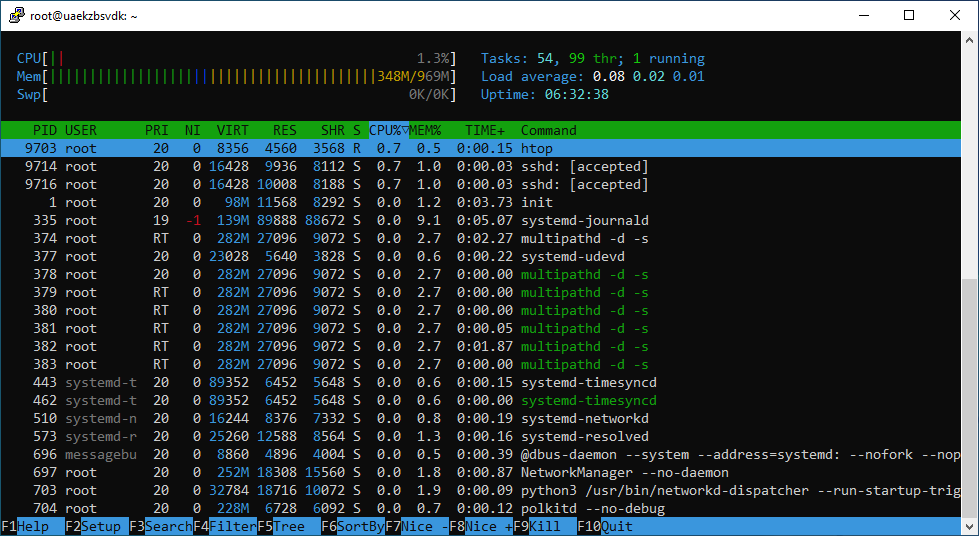 root@uaekzbsvdk: ~
CPU[|| 1.3%] Tasks: 54, 99 thr; 1 running
Mem[||||||||||||||||||||||||||||||||||||||||||348M/969M] Load average: 0.08 0.02 0.01
Swp[ 0K/0K] Uptime: 06:32:38
PID USER PRI NI VIRT RES SHR S CPU%▽MEM% TIME+ Command
9703 root 20 0 8356 4560 3568 R 0.7 0.5 0:00.15 htop
9714 root 20 0 16428 9936 8112 S 0.7 1.0 0:00.03 sshd: [accepted]
9716 root 20 0 16428 10008 8188 S 0.7 1.0 0:00.03 sshd: [accepted]
1 root 20 0 98M 11568 8292 S 0.0 1.2 0:03.73 init
335 root 19 -1 139M 89888 88672 S 0.0 9.1 0:05.07 systemd-journald
374 root RT 0 282M 27096 9072 S 0.0 2.7 0:02.27 multipathd -d -s
377 root 20 0 23028 5640 3828 S 0.0 0.6 0:00.22 systemd-udevd
378 root 20 0 282M 27096 9072 S 0.0 2.7 0:00.00 multipathd -d -s
379 root RT 0 282M 27096 9072 S 0.0 2.7 0:00.00 multipathd -d -s
380 root RT 0 282M 27096 9072 S 0.0 2.7 0:00.00 multipathd -d -s
381 root RT 0 282M 27096 9072 S 0.0 2.7 0:00.05 multipathd -d -s
382 root RT 0 282M 27096 9072 S 0.0 2.7 0:01.87 multipathd -d -s
383 root RT 0 282M 27096 9072 S 0.0 2.7 0:00.00 multipathd -d -s
443 systemd-t 20 0 89352 6452 5648 S 0.0 0.6 0:00.15 systemd-timesyncd
462 systemd-t 20 0 89352 6452 5648 S 0.0 0.6 0:00.00 systemd-timesyncd
510 systemd-n 20 0 16244 8376 7332 S 0.0 0.8 0:00.19 systemd-networkd
573 systemd-r 20 0 25260 12588 8564 S 0.0 1.3 0:00.16 systemd-resolved
696 messagebu 20 0 8860 4896 4004 S 0.0 0.5 0:00.39 @dbus-daemon --system --address=systemd: --nofork --nop
697 root 20 0 252M 18308 15560 S 0.0 1.8 0:00.87 NetworkManager --no-daemon
703 root 20 0 32784 18716 10072 S 0.0 1.9 0:00.09 python3 /usr/bin/networkd-dispatcher --run-startup-trig
704 root 20 0 228M 6728 6092 S 0.0 0.7 0:00.02 polkitd --no-debug
F1Help F2Setup F3SearchF4FilterF5Tree F6SortByF7Nice -F8Nice +F9Kill F10Quit